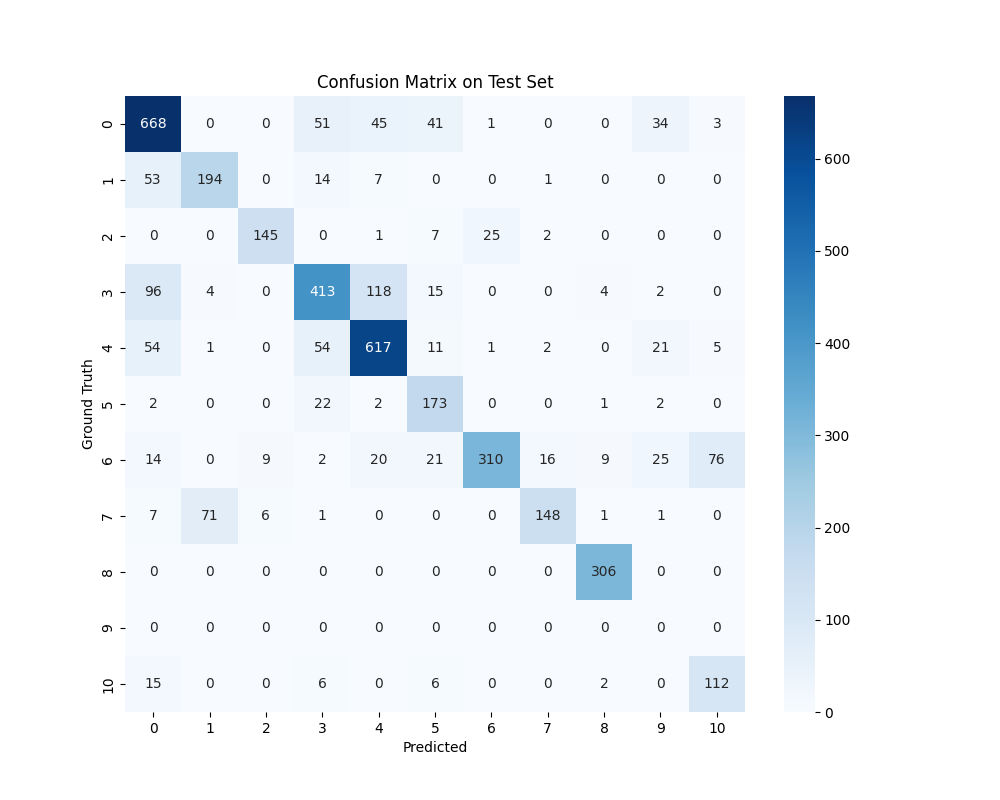 Confusion Matrix on Test Set
0 668 0 0 51 45 41 1 0 0 34 3
1 53 194 0 14 7 0 0 1 0 0 0
2 0 0 145 0 1 7 25 2 0 0 0
3 96 4 0 413 118 15 0 0 4 2 0
4 54 1 0 54 617 11 1 2 0 21 5
5 2 0 0 22 2 173 0 0 1 2 0
6 14 0 9 2 20 21 310 16 9 25 76
7 7 71 6 1 0 0 0 148 1 1 0
8 0 0 0 0 0 0 0 0 306 0 0
9 0 0 0 0 0 0 0 0 0 0 0
10 15 0 0 6 0 6 0 0 2 0 112
0 1 2 3 4 5 6 7 8 9 10
Predicted
Ground Truth
600
500
400
300
200
100
0